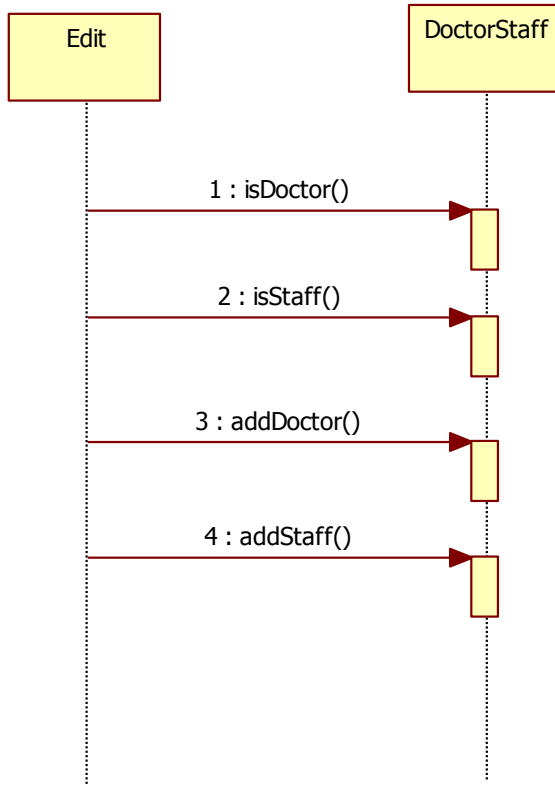 Edit
DoctorStaff
1 : isDoctor()
2 : isStaff()
3 : addDoctor()
4 : addStaff()